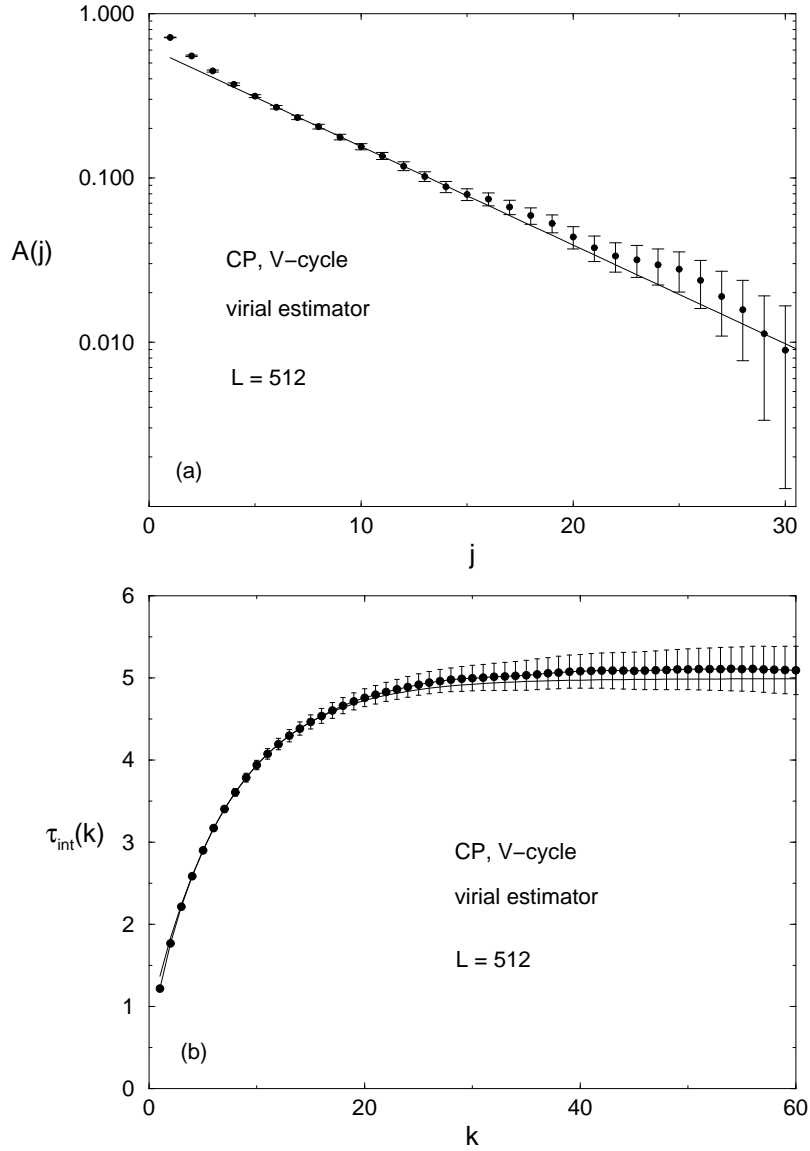 1.000
0.100
0.010
A(j)
CP, V−cycle
virial estimator
L = 512
(a)
0 10 20 30
j
6
5
4
3
2
1
0
τint(k)
CP, V−cycle
virial estimator
L = 512
(b)
0 20 40 60
k